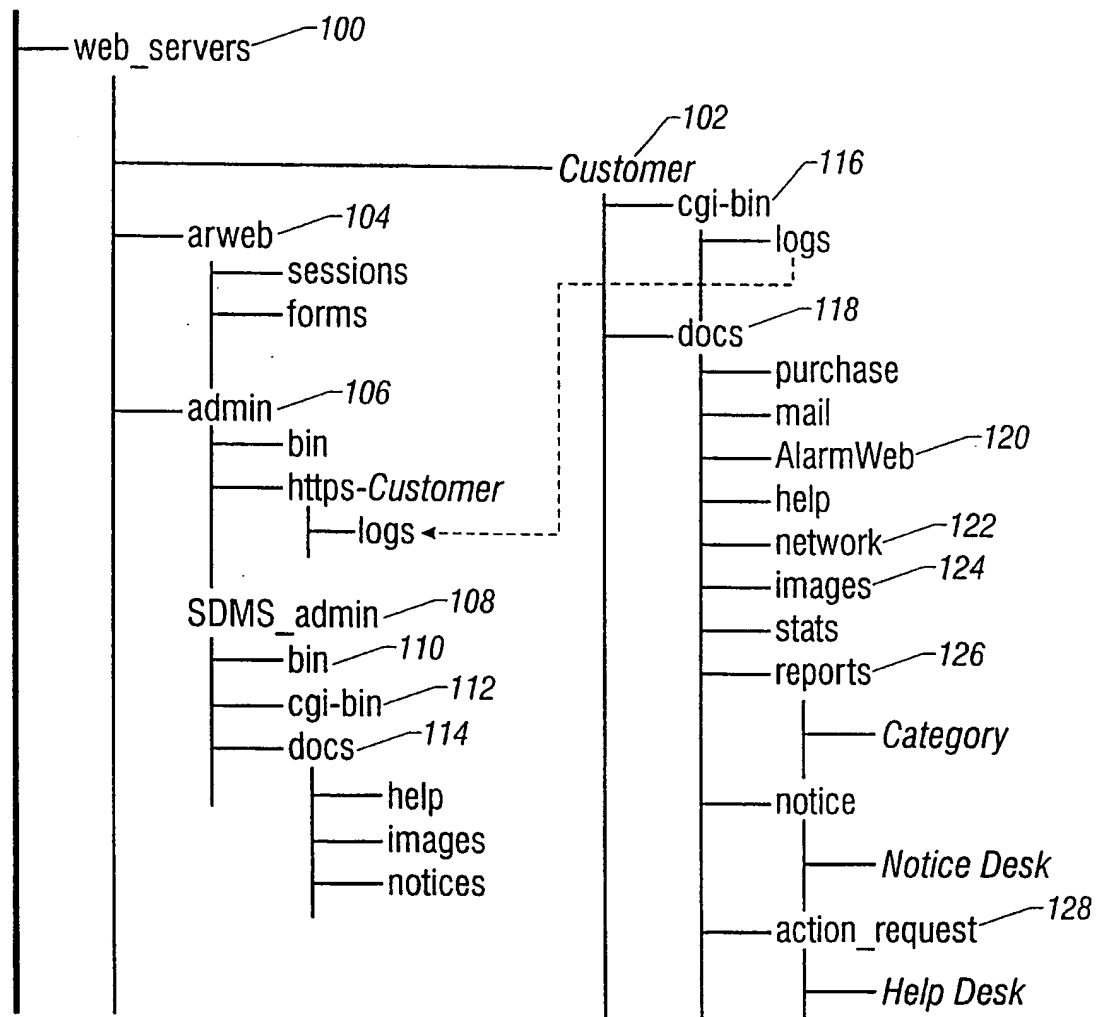 web_servers 100
Customer 102
cgi-bin 116
logs
docs 118
purchase
mail
AlarmWeb 120
help
network 122
images 124
stats
reports 126
Category
notice
Notice Desk
action_request 128
Help Desk
arweb 104
sessions
forms
admin 106
bin
https-Customer
logs
SDMS_admin 108
bin 110
cgi-bin 112
docs 114
help
images
notices